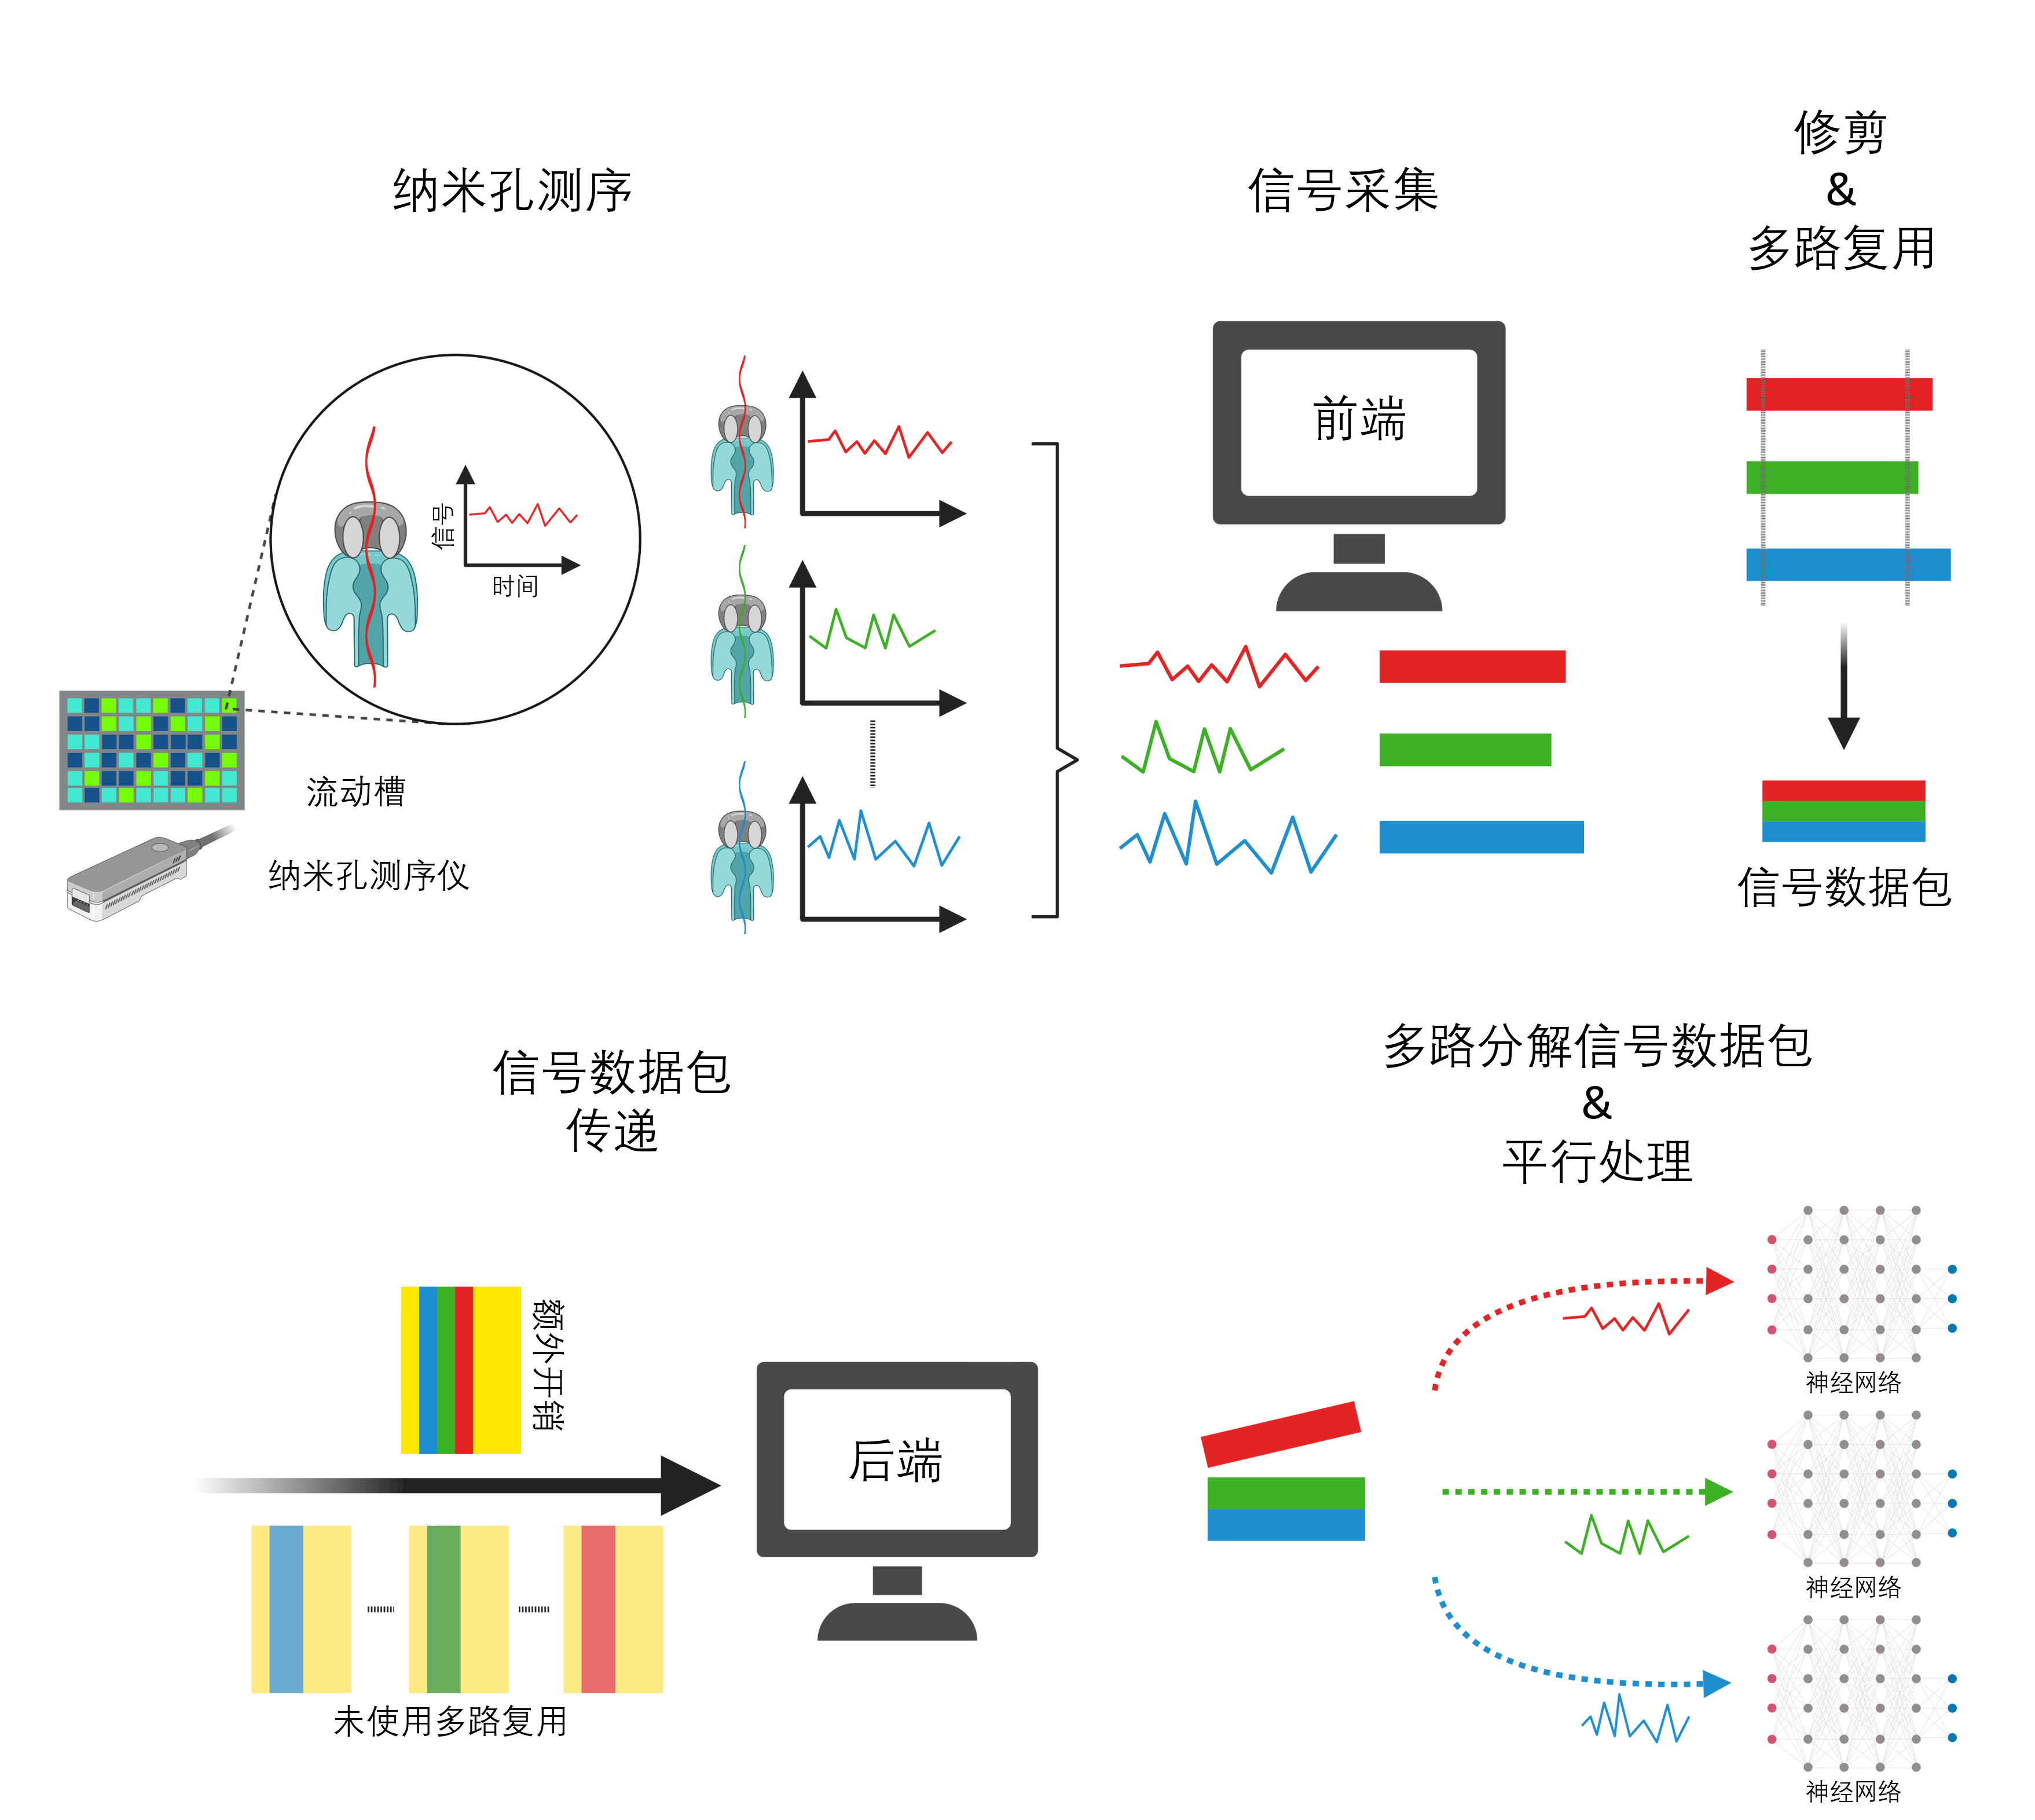 纳米孔测序
信号
时间
流动槽
纳米孔测序仪
信号采集
前端
修剪
&
多路复用
信号数据包
信号数据包
传递
额外开销
后端
未使用多路复用
多路分解信号数据包
&
平行处理
神经网络
神经网络
神经网络